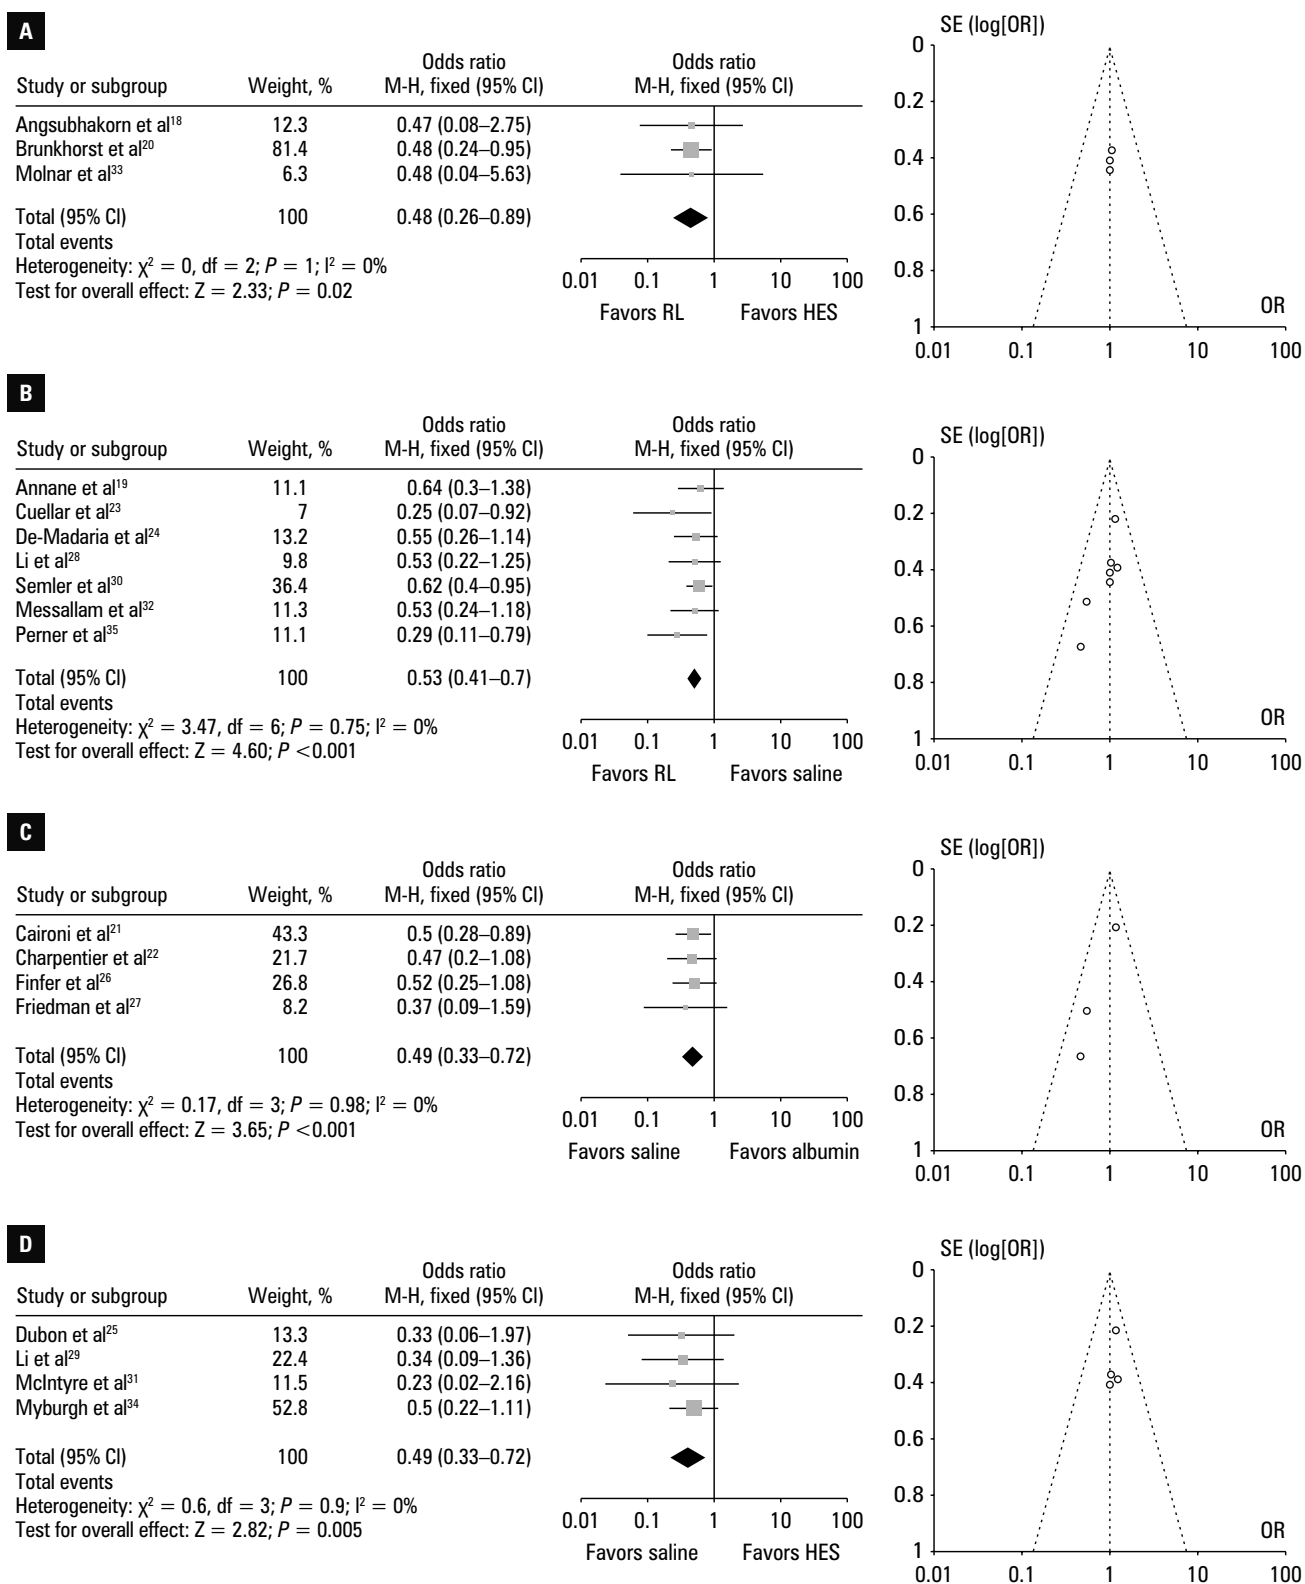 A
Odds ratio Odds ratio
Study or subgroup Weight, % M-H, fixed (95% CI) M-H, fixed (95% CI)
Angsubhakorn et al18 12.3 0.47 (0.08–2.75)
Brunkhorst et al20 81.4 0.48 (0.24–0.95)
Molnar et al33 6.3 0.48 (0.04–5.63)
Total (95% CI) 100 0.48 (0.26–0.89)
Total events
Heterogeneity: χ2 = 0, df = 2; P = 1; I2 = 0%
Test for overall effect: Z = 2.33; P = 0.02
0.01 0.1 1 10 100
Favors RL Favors HES
SE (log[OR])
0
0.2
0.4
0.6
0.8
1
OR
0.01 0.1 1 10 100
B
Odds ratio Odds ratio
Study or subgroup Weight, % M-H, fixed (95% CI) M-H, fixed (95% CI)
Annane et al19 11.1 0.64 (0.3–1.38)
Cuellar et al23 7 0.25 (0.07–0.92)
De-Madaria et al24 13.2 0.55 (0.26–1.14)
Li et al28 9.8 0.53 (0.22–1.25)
Semler et al30 36.4 0.62 (0.4–0.95)
Messallam et al32 11.3 0.53 (0.24–1.18)
Perner et al35 11.1 0.29 (0.11–0.79)
Total (95% CI) 100 0.53 (0.41–0.7)
Total events
Heterogeneity: χ2 = 3.47, df = 6; P = 0.75; I2 = 0%
Test for overall effect: Z = 4.60; P <0.001
0.01 0.1 1 10 100
Favors RL Favors saline
SE (log[OR])
0
0.2
0.4
0.6
0.8
1
OR
0.01 0.1 1 10 100
C
Odds ratio Odds ratio
Study or subgroup Weight, % M-H, fixed (95% CI) M-H, fixed (95% CI)
Caironi et al21 43.3 0.5 (0.28–0.89)
Charpentier et al22 21.7 0.47 (0.2–1.08)
Finfer et al26 26.8 0.52 (0.25–1.08)
Friedman et al27 8.2 0.37 (0.09–1.59)
Total (95% CI) 100 0.49 (0.33–0.72)
Total events
Heterogeneity: χ2 = 0.17, df = 3; P = 0.98; I2 = 0%
Test for overall effect: Z = 3.65; P <0.001
0.01 0.1 1 10 100
Favors saline Favors albumin
SE (log[OR])
0
0.2
0.4
0.6
0.8
1
OR
0.01 0.1 1 10 100
D
Odds ratio Odds ratio
Study or subgroup Weight, % M-H, fixed (95% CI) M-H, fixed (95% CI)
Dubon et al25 13.3 0.33 (0.06–1.97)
Li et al29 22.4 0.34 (0.09–1.36)
McIntyre et al31 11.5 0.23 (0.02–2.16)
Myburgh et al34 52.8 0.5 (0.22–1.11)
Total (95% CI) 100 0.49 (0.33–0.72)
Total events
Heterogeneity: χ2 = 0.6, df = 3; P = 0.9; I2 = 0%
Test for overall effect: Z = 2.82; P = 0.005
0.01 0.1 1 10 100
Favors saline Favors HES
SE (log[OR])
0
0.2
0.4
0.6
0.8
1
OR
0.01 0.1 1 10 100